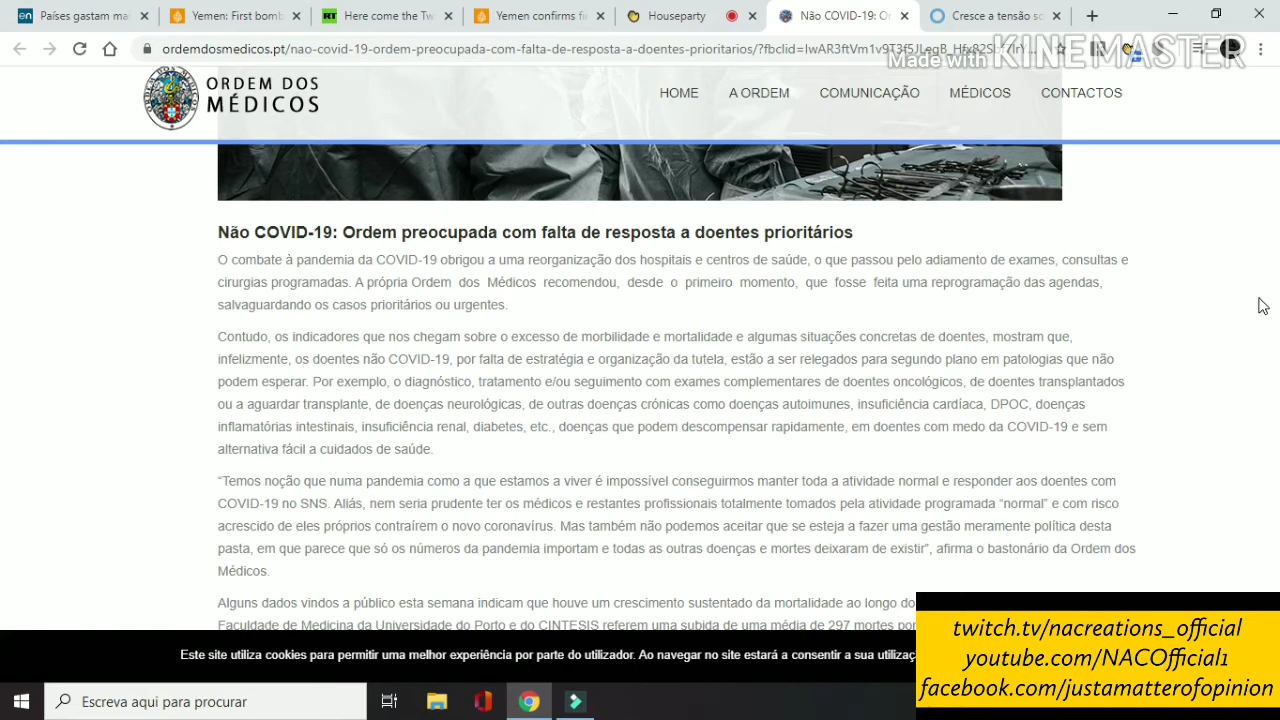 Países gastam ma
Yemen: First bomb
Here come the Tw
Yemen confirms fi
Houseparty
Não COVID-19: O
Cresce a tensão so
ordemdosmedicos.pt/nao-covid-19-ordem-preocupada-com-falta-de-resposta-a-doentes-prioritarios/?fbclid=
Made with KINEMASTER
ORDEM DOS
MÉDICOS
HOME A ORDEM COMUNICAÇÃO MÉDICOS CONTACTOS
Não COVID-19: Ordem preocupada com falta de resposta a doentes prioritários
O combate à pandemia da COVID-19 obrigou a uma reorganização dos hospitais e centros de saúde, o que passou pelo adiamento de exames, consultas e
cirurgias programadas. A própria Ordem dos Médicos recomendou, desde o primeiro momento, que fosse feita uma reprogramação das agendas,
salvaguardando os casos prioritários ou urgentes.
Contudo, os indicadores que nos chegam sobre o excesso de morbilidade e mortalidade e algumas situações concretas de doentes, mostram que,
infelizmente, os doentes não COVID-19, por falta de estratégia e organização da tutela, estão a ser relegados para segundo plano em patologias que não
podem esperar. Por exemplo, o diagnóstico, tratamento e/ou seguimento com exames complementares de doentes oncológicos, de doentes transplantados
ou a aguardar transplante, de doenças neurológicas, de outras doenças crónicas como doenças autoimunes, insuficiência cardíaca, DPOC, doenças
inflamatórias intestinais, insuficiência renal, diabetes, etc., doenças que podem descompensar rapidamente, em doentes com medo da COVID-19 e sem
alternativa fácil a cuidados de saúde.
“Temos noção que numa pandemia como a que estamos a viver é impossível conseguirmos manter toda a atividade normal e responder aos doentes com
COVID-19 no SNS. Aliás, nem seria prudente ter os médicos e restantes profissionais totalmente tomados pela atividade programada “normal” e com risco
acrescido de eles próprios contraírem o novo coronavírus. Mas também não podemos aceitar que se esteja a fazer uma gestão meramente política desta
pasta, em que parece que só os números da pandemia importam e todas as outras doenças e mortes deixaram de existir”, afirma o bastonário da Ordem dos
Médicos.
Alguns dados vindos a público esta semana indicam que houve um crescimento sustentado da mortalidade ao longo do
Faculdade de Medicina da Universidade do Porto e do CINTESIS referem uma subida de uma média de 297 mortes por
Este site utiliza cookies para permitir uma melhor experiência por parte do utilizador. Ao navegar no site estará a consentir a sua utilizaç
twitch.tv/nacreations_official
youtube.com/NACOfficial1
facebook.com/justamatterofopinion
Escreva aqui para procurar